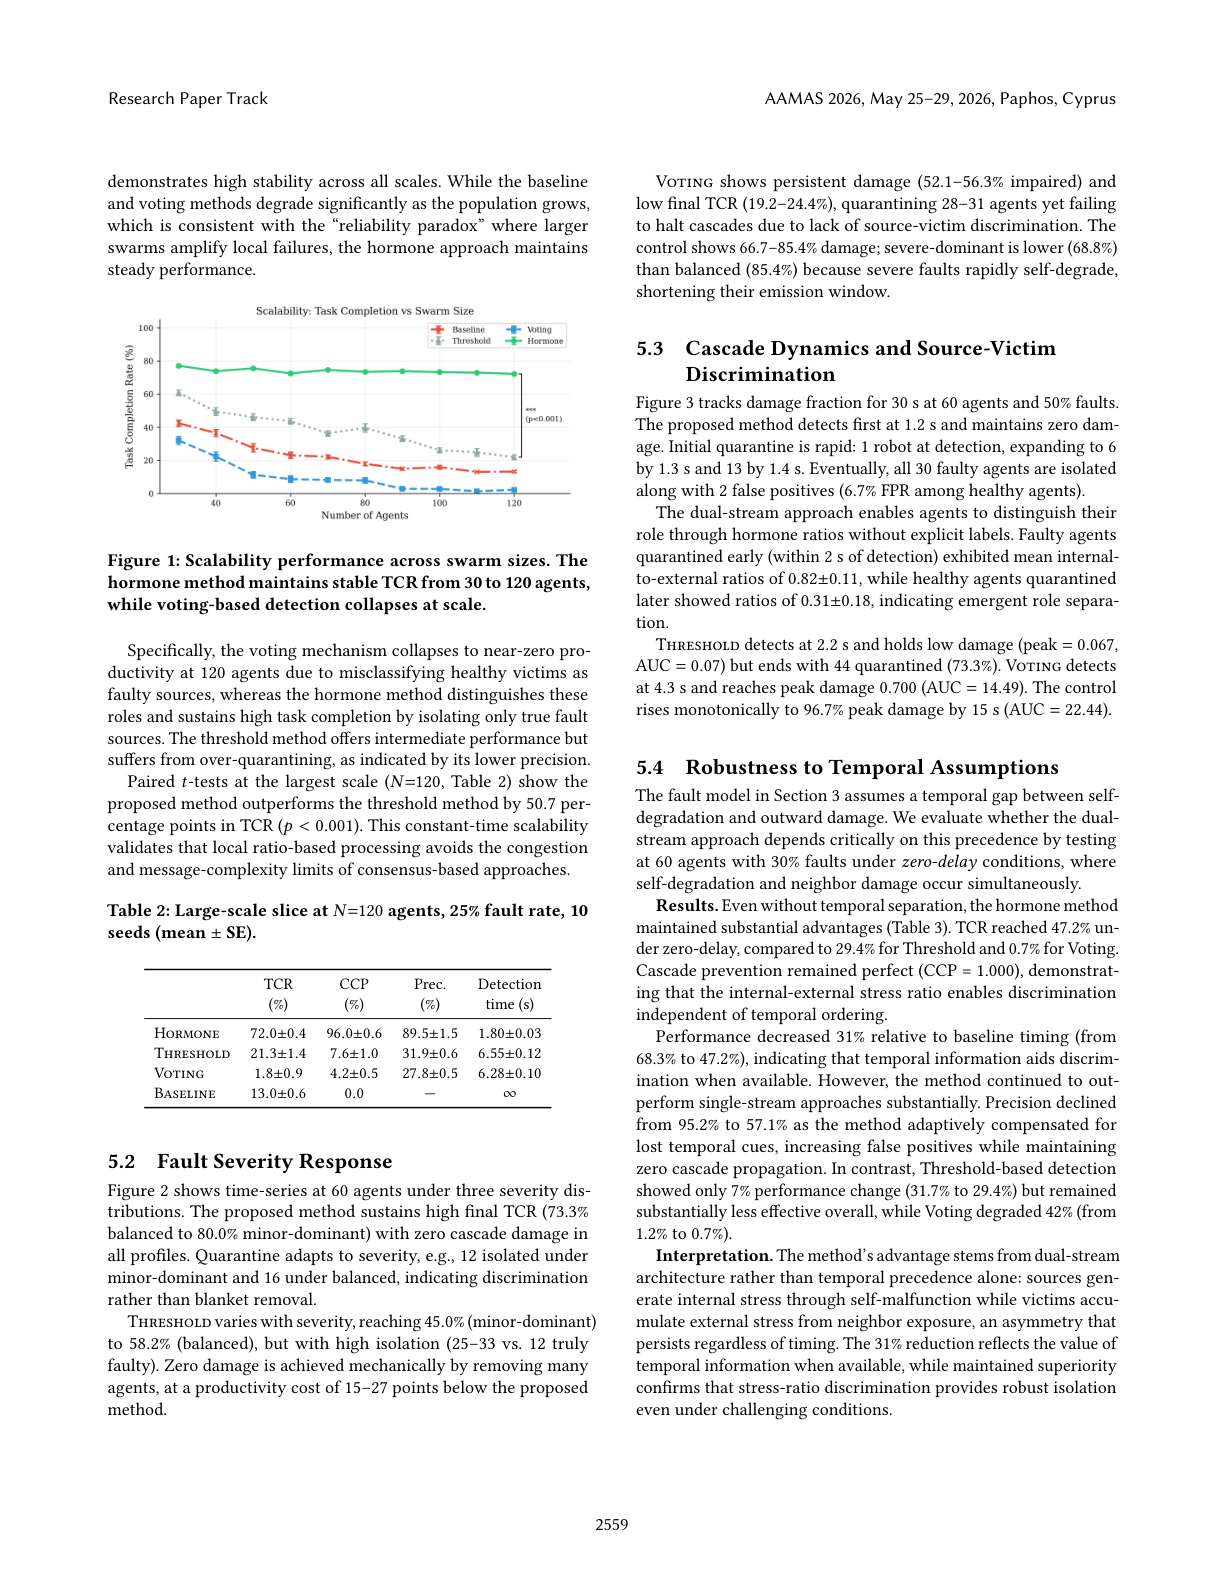 Research Paper Track
AAMAS 2026, May 25–29, 2026, Paphos, Cyprus
demonstrates high stability across all scales. While the baseline
and voting methods degrade significantly as the population grows,
which is consistent with the “reliability paradox” where larger
swarms amplify local failures, the hormone approach maintains
steady performance.
Scalability: Task Completion vs Swarm Size
Baseline
Threshold
Voting
Hormone
Task Completion Rate (%)
100
80
60
40
20
0
***
(p<0.001)
40 60 80 100 120
Number of Agents
Figure 1: Scalability performance across swarm sizes. The
hormone method maintains stable TCR from 30 to 120 agents,
while voting-based detection collapses at scale.
Specifically, the voting mechanism collapses to near-zero pro-
ductivity at 120 agents due to misclassifying healthy victims as
faulty sources, whereas the hormone method distinguishes these
roles and sustains high task completion by isolating only true fault
sources. The threshold method offers intermediate performance but
suffers from over-quarantining, as indicated by its lower precision.
Paired t-tests at the largest scale (N=120, Table 2) show the
proposed method outperforms the threshold method by 50.7 per-
centage points in TCR (p < 0.001). This constant-time scalability
validates that local ratio-based processing avoids the congestion
and message-complexity limits of consensus-based approaches.
Table 2: Large-scale slice at N=120 agents, 25% fault rate, 10
seeds (mean ± SE).
TCR CCP Prec. Detection
(%) (%) (%) time (s)
Hormone 72.0±0.4 96.0±0.6 89.5±1.5 1.80±0.03
Threshold 21.3±1.4 7.6±1.0 31.9±0.6 6.55±0.12
Voting 1.8±0.9 4.2±0.5 27.8±0.5 6.28±0.10
Baseline 13.0±0.6 0.0 — ∞
5.2 Fault Severity Response
Figure 2 shows time-series at 60 agents under three severity dis-
tributions. The proposed method sustains high final TCR (73.3%
balanced to 80.0% minor-dominant) with zero cascade damage in
all profiles. Quarantine adapts to severity, e.g., 12 isolated under
minor-dominant and 16 under balanced, indicating discrimination
rather than blanket removal.
Threshold varies with severity, reaching 45.0% (minor-dominant)
to 58.2% (balanced), but with high isolation (25–33 vs. 12 truly
faulty). Zero damage is achieved mechanically by removing many
agents, at a productivity cost of 15–27 points below the proposed
method.
Voting shows persistent damage (52.1–56.3% impaired) and
low final TCR (19.2–24.4%), quarantining 28–31 agents yet failing
to halt cascades due to lack of source-victim discrimination. The
control shows 66.7–85.4% damage; severe-dominant is lower (68.8%)
than balanced (85.4%) because severe faults rapidly self-degrade,
shortening their emission window.
5.3 Cascade Dynamics and Source-Victim
Discrimination
Figure 3 tracks damage fraction for 30 s at 60 agents and 50% faults.
The proposed method detects first at 1.2 s and maintains zero dam-
age. Initial quarantine is rapid: 1 robot at detection, expanding to 6
by 1.3 s and 13 by 1.4 s. Eventually, all 30 faulty agents are isolated
along with 2 false positives (6.7% FPR among healthy agents).
The dual-stream approach enables agents to distinguish their
role through hormone ratios without explicit labels. Faulty agents
quarantined early (within 2 s of detection) exhibited mean internal-
to-external ratios of 0.82±0.11, while healthy agents quarantined
later showed ratios of 0.31±0.18, indicating emergent role separa-
tion.
Threshold detects at 2.2 s and holds low damage (peak = 0.067,
AUC = 0.07) but ends with 44 quarantined (73.3%). Voting detects
at 4.3 s and reaches peak damage 0.700 (AUC = 14.49). The control
rises monotonically to 96.7% peak damage by 15 s (AUC = 22.44).
5.4 Robustness to Temporal Assumptions
The fault model in Section 3 assumes a temporal gap between self-
degradation and outward damage. We evaluate whether the dual-
stream approach depends critically on this precedence by testing
at 60 agents with 30% faults under zero-delay conditions, where
self-degradation and neighbor damage occur simultaneously.
Results. Even without temporal separation, the hormone method
maintained substantial advantages (Table 3). TCR reached 47.2% un-
der zero-delay, compared to 29.4% for Threshold and 0.7% for Voting.
Cascade prevention remained perfect (CCP = 1.000), demonstrat-
ing that the internal-external stress ratio enables discrimination
independent of temporal ordering.
Performance decreased 31% relative to baseline timing (from
68.3% to 47.2%), indicating that temporal information aids discrim-
ination when available. However, the method continued to out-
perform single-stream approaches substantially. Precision declined
from 95.2% to 57.1% as the method adaptively compensated for
lost temporal cues, increasing false positives while maintaining
zero cascade propagation. In contrast, Threshold-based detection
showed only 7% performance change (31.7% to 29.4%) but remained
substantially less effective overall, while Voting degraded 42% (from
1.2% to 0.7%).
Interpretation. The method’s advantage stems from dual-stream
architecture rather than temporal precedence alone: sources gen-
erate internal stress through self-malfunction while victims accu-
mulate external stress from neighbor exposure, an asymmetry that
persists regardless of timing. The 31% reduction reflects the value of
temporal information when available, while maintained superiority
confirms that stress-ratio discrimination provides robust isolation
even under challenging conditions.
2559